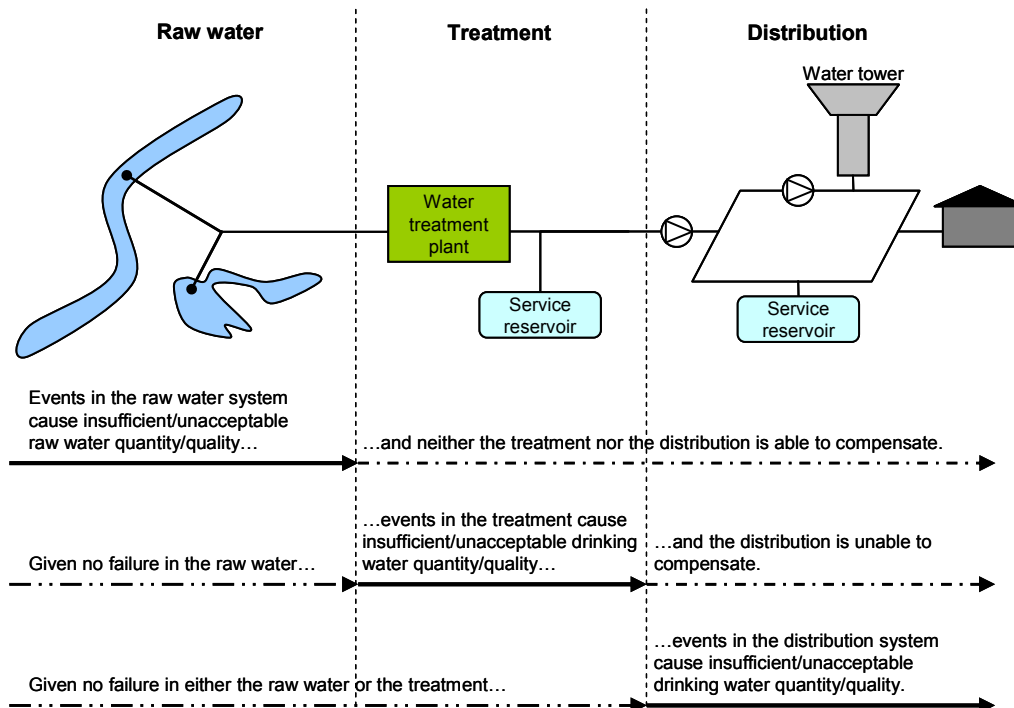 Raw water
Treatment
Distribution
Water tower
Water
treatment
plant
Service
reservoir
Service
reservoir
Events in the raw water system
cause insufficient/unacceptable
raw water quantity/quality…
…and neither the treatment nor the distribution is able to compensate.
Given no failure in the raw water…
…events in the treatment cause
insufficient/unacceptable drinking
water quantity/quality…
…and the distribution is unable to
compensate.
Given no failure in either the raw water or the treatment…
…events in the distribution system
cause insufficient/unacceptable
drinking water quantity/quality.